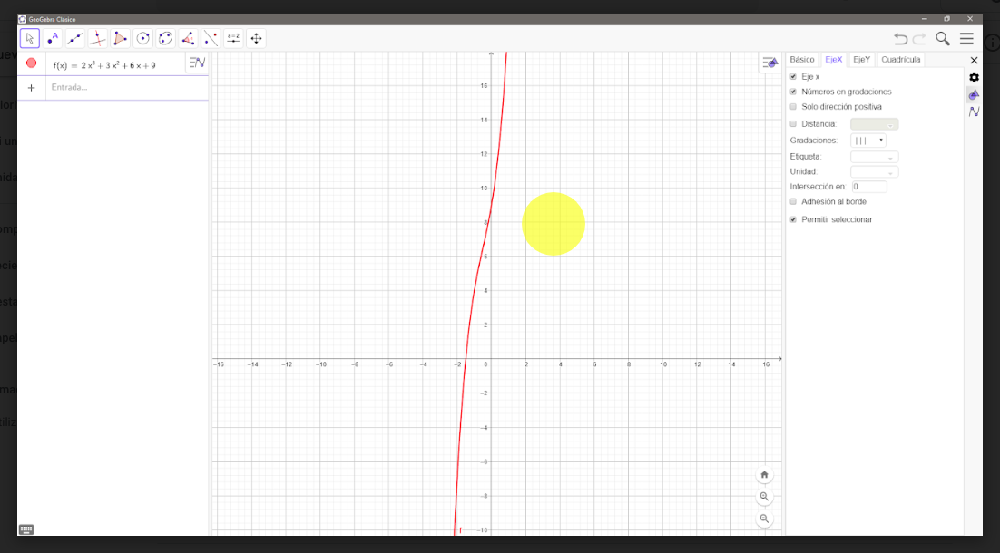 GeoGebra Clásico
A
a=2
f(x) = 2 x³ + 3 x² + 6 x + 9
+
Entrada...
Básico
EjeX
EjeY
Cuadrícula
Eje x
Números en gradaciones
Solo dirección positiva
Distancia:
Gradaciones:
| | |
Etiqueta:
Unidad:
Intersección en: 0
Adhesión al borde
Permitir seleccionar
16
14
12
10
8
6
4
2
−16 −14 −12 −10 −8 −6 −4 −2 0 2 4 6 8 10 12 14 16
−2
−4
−6
−8
−10
f